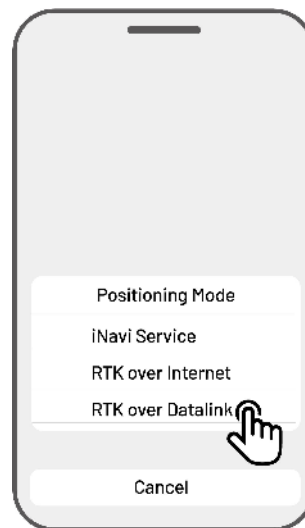 Positioning Mode
iNavi Service
RTK over Internet
RTK over Datalink
Cancel